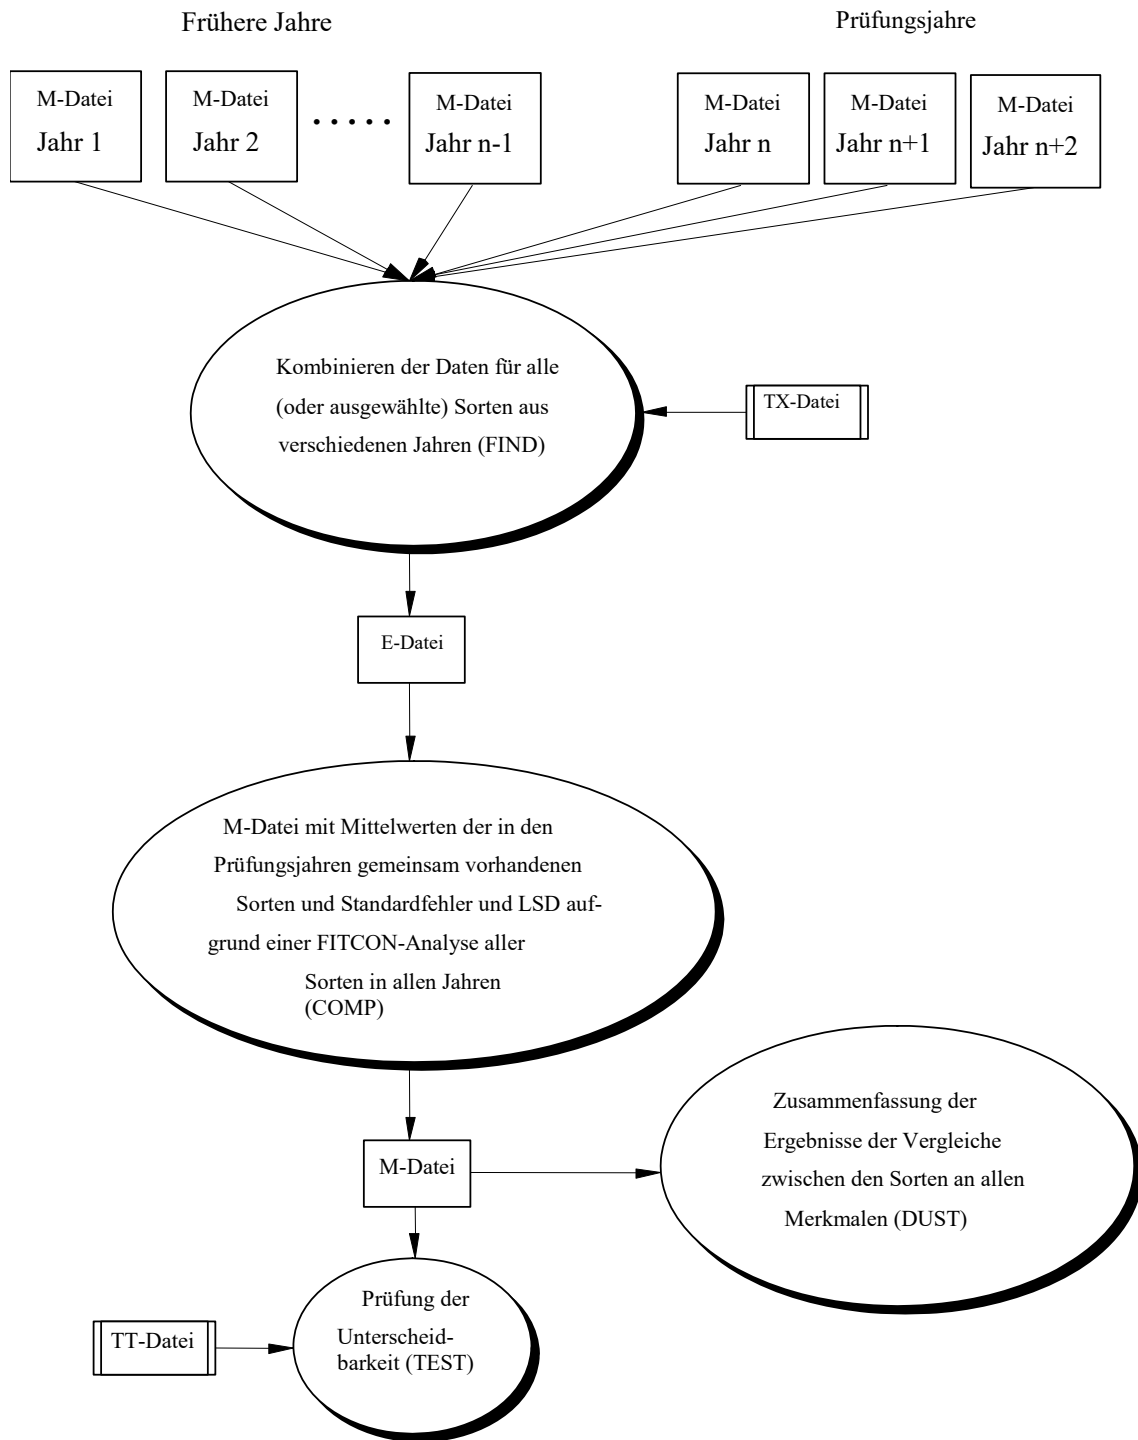 Frühere Jahre
Prüfungsjahre
M-Datei
Jahr 1
M-Datei
Jahr 2
.....
M-Datei
Jahr n-1
M-Datei
Jahr n
M-Datei
Jahr n+1
M-Datei
Jahr n+2
Kombinieren der Daten für alle
(oder ausgewählte) Sorten aus
verschiedenen Jahren (FIND)
TX-Datei
E-Datei
M-Datei mit Mittelwerten der in den
Prüfungsjahren gemeinsam vorhandenen
Sorten und Standardfehler und LSD auf-
grund einer FITCON-Analyse aller
Sorten in allen Jahren
(COMP)
M-Datei
Zusammenfassung der
Ergebnisse der Vergleiche
zwischen den Sorten an allen
Merkmalen (DUST)
TT-Datei
Prüfung der
Unterscheid-
barkeit (TEST)